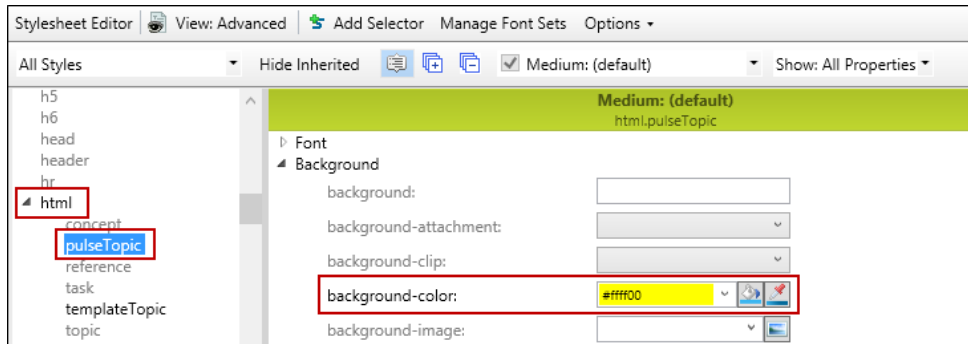 Stylesheet Editor View: Advanced Add Selector Manage Font Sets Options
All Styles Hide Inherited Medium: (default) Show: All Properties
h5
h6
head
header
hr
html
concept
pulseTopic
reference
task
templateTopic
topic
Medium: (default)
html.pulseTopic
Font
Background
background:
background-attachment:
background-clip:
background-color: #ffff00
background-image: